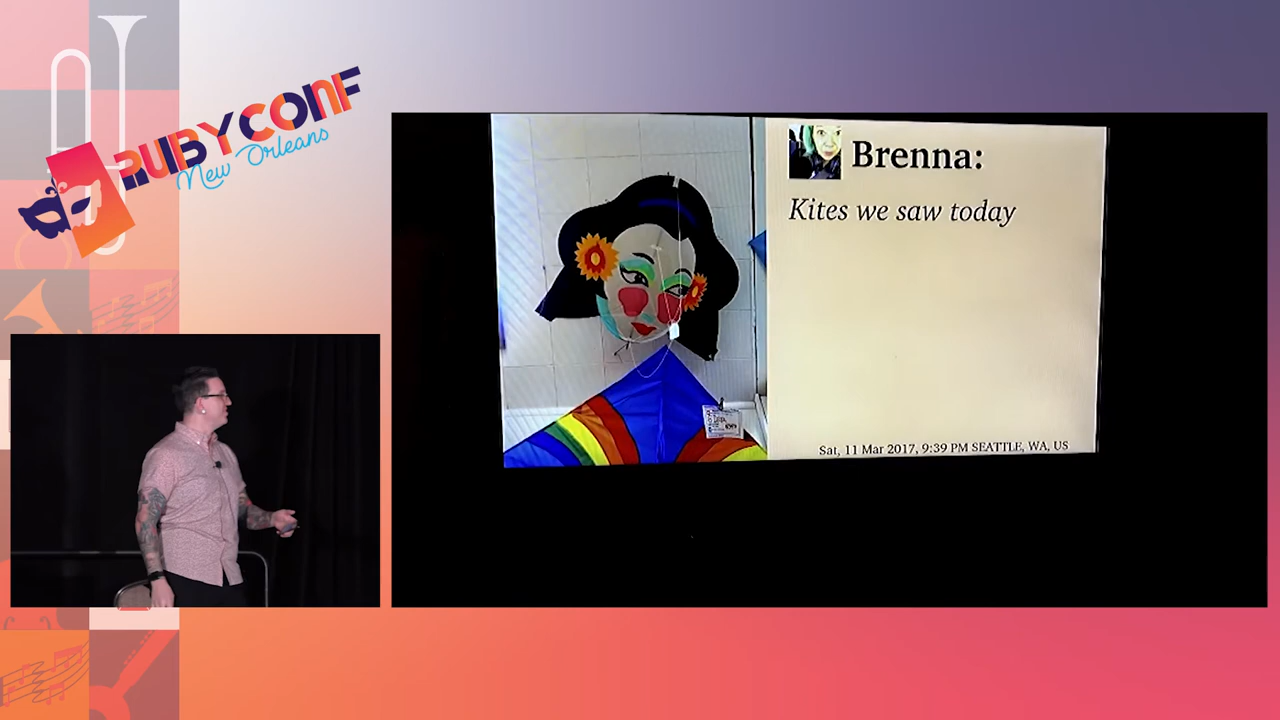 RUBYCONF
New Orleans
Brenna:
Kites we saw today
Sat, 11 Mar 2017, 9:39 PM SEATTLE, WA, US